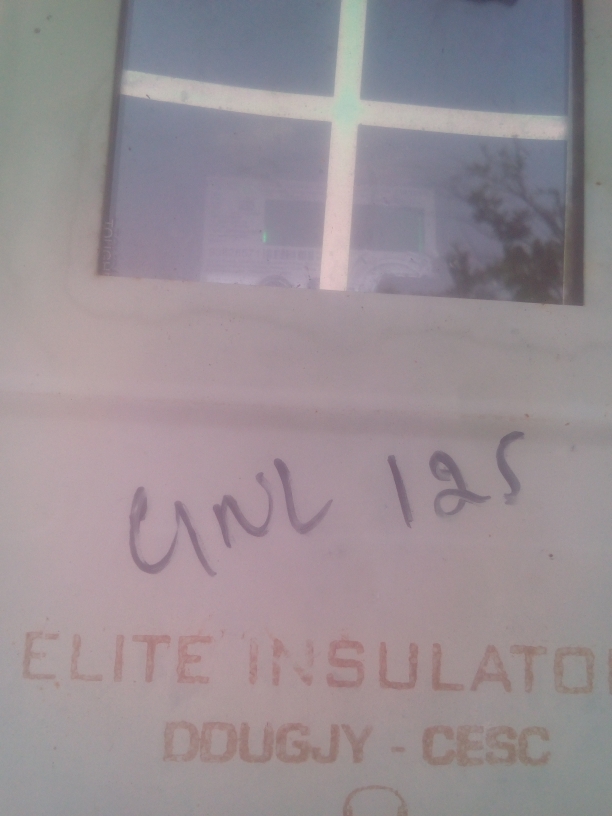 GNL 125
ELITE INSULATO
DDUGJY - CESC